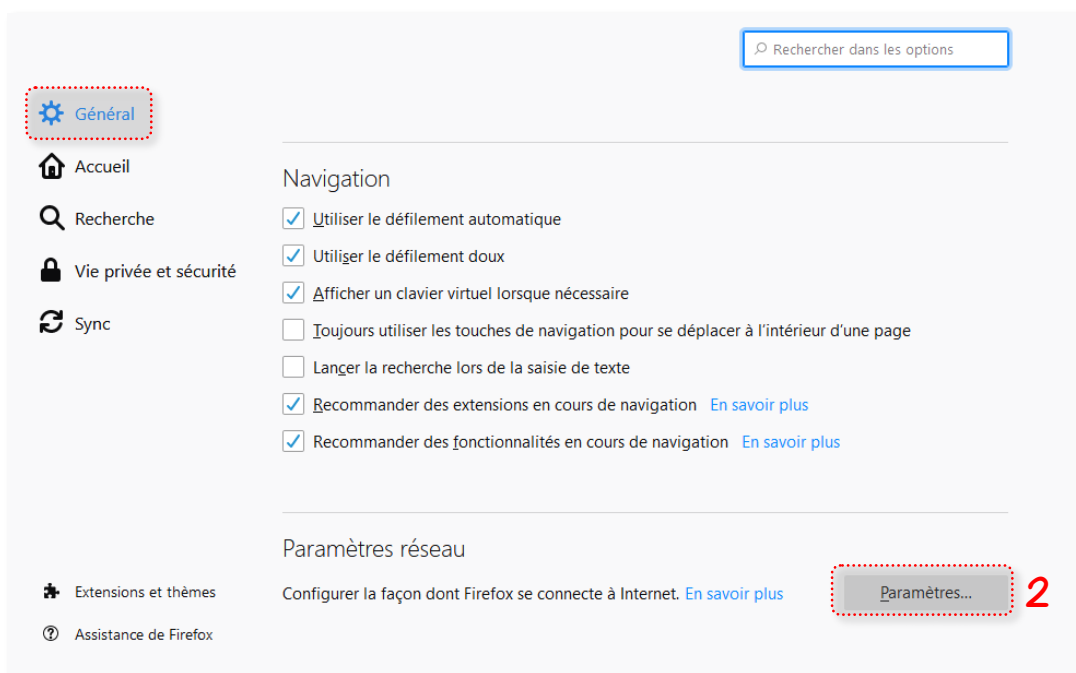 Rechercher dans les options
Général
Accueil
Recherche
Vie privée et sécurité
Sync
Navigation
Utiliser le défilement automatique
Utiliser le défilement doux
Afficher un clavier virtuel lorsque nécessaire
Toujours utiliser les touches de navigation pour se déplacer à l’intérieur d’une page
Lancer la recherche lors de la saisie de texte
Recommander des extensions en cours de navigation En savoir plus
Recommander des fonctionnalités en cours de navigation En savoir plus
Paramètres réseau
Configurer la façon dont Firefox se connecte à Internet. En savoir plus
Paramètres...
2
Extensions et thèmes
Assistance de Firefox